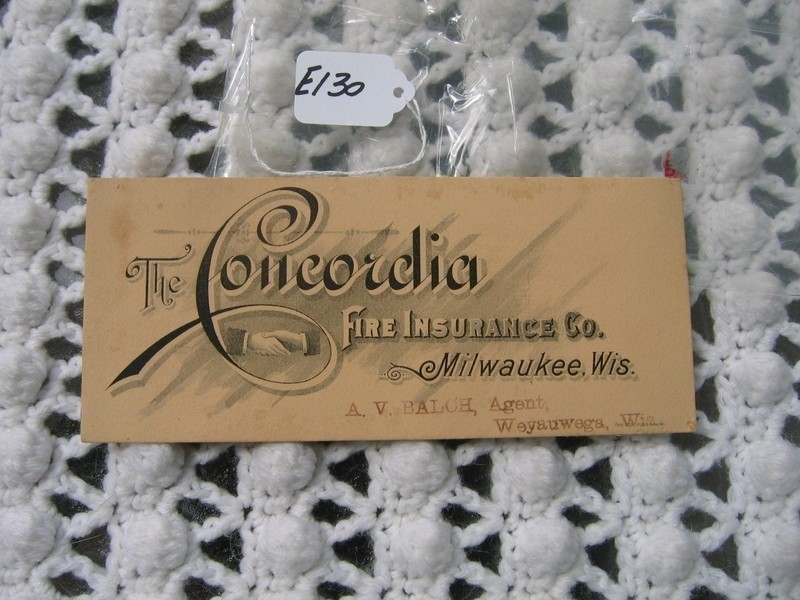 E130
The Concordia
Fire Insurance Co.
Milwaukee, Wis.
A. V. BALCH, Agent,
Weyauwega, Wis.